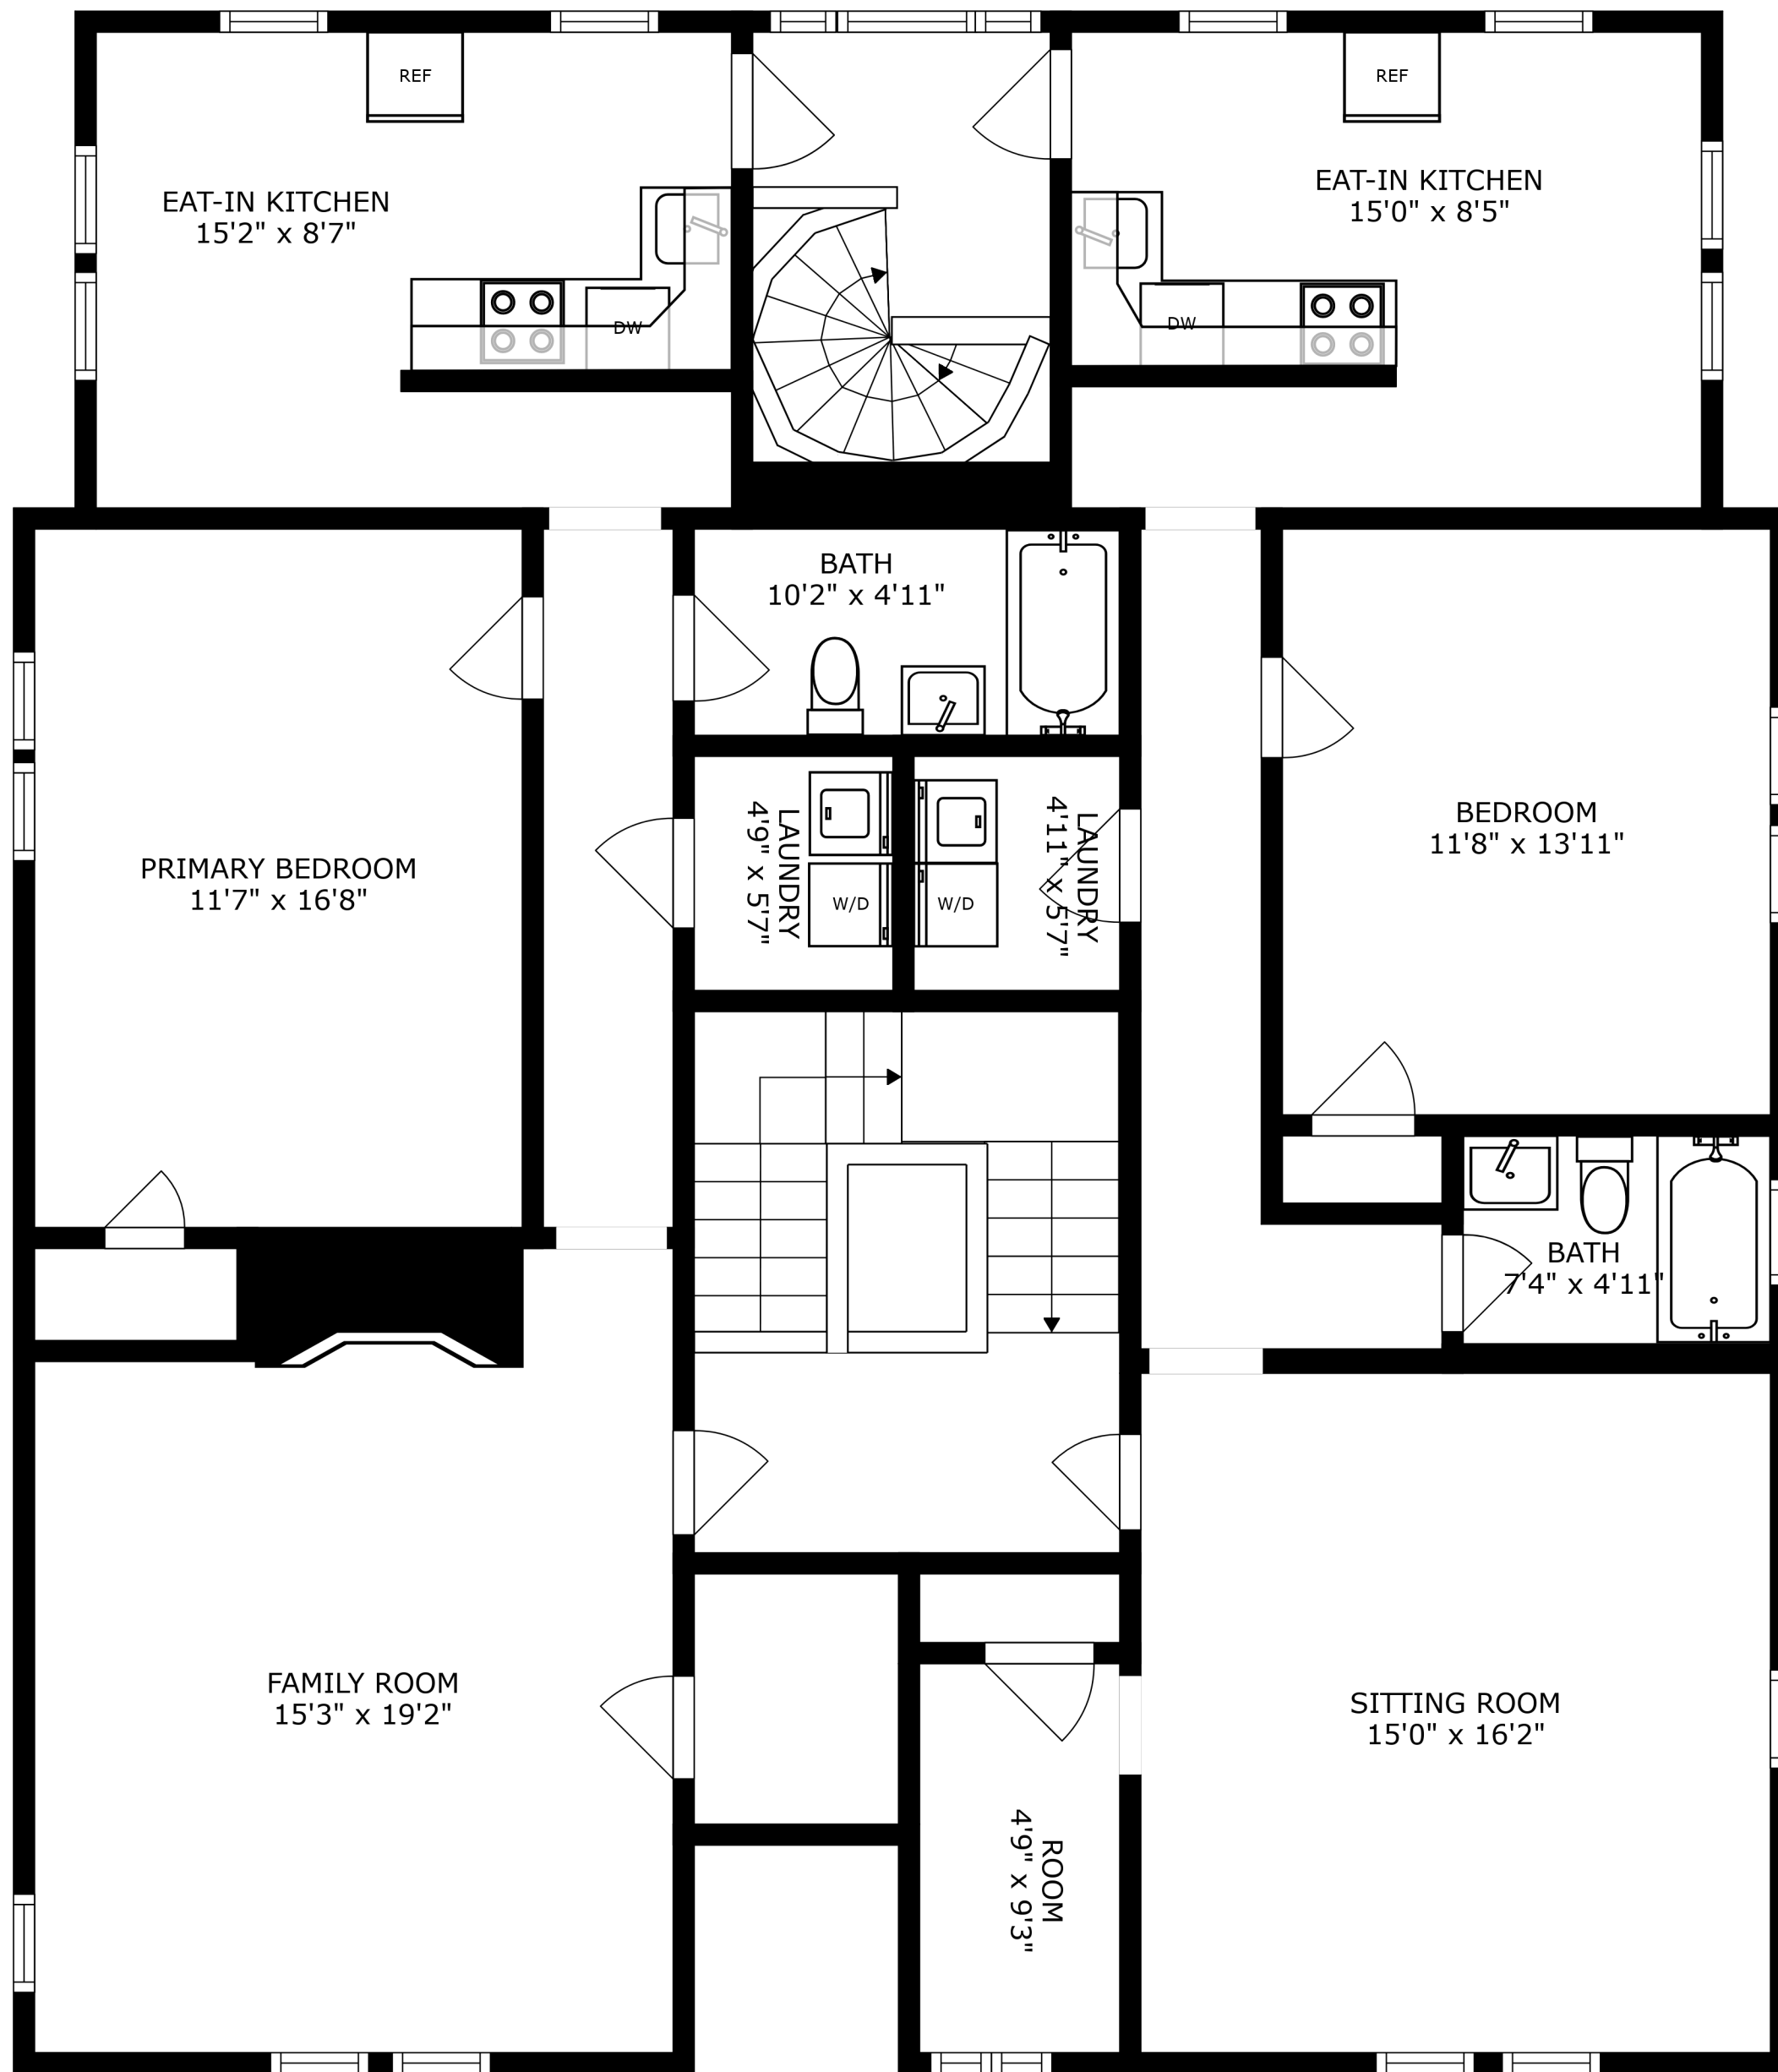 REF
REF
EAT-IN KITCHEN
15'2" x 8'7"
EAT-IN KITCHEN
15'0" x 8'5"
DW
DW
BATH
10'2" x 4'11"
LAUNDRY
4'9" x 5'7"
W/D
W/D
LAUNDRY
4'11" x 5'7"
BEDROOM
11'8" x 13'11"
PRIMARY BEDROOM
11'7" x 16'8"
BATH
7'4" x 4'11"
FAMILY ROOM
15'3" x 19'2"
SITTING ROOM
15'0" x 16'2"
ROOM
4'9" x 9'3"